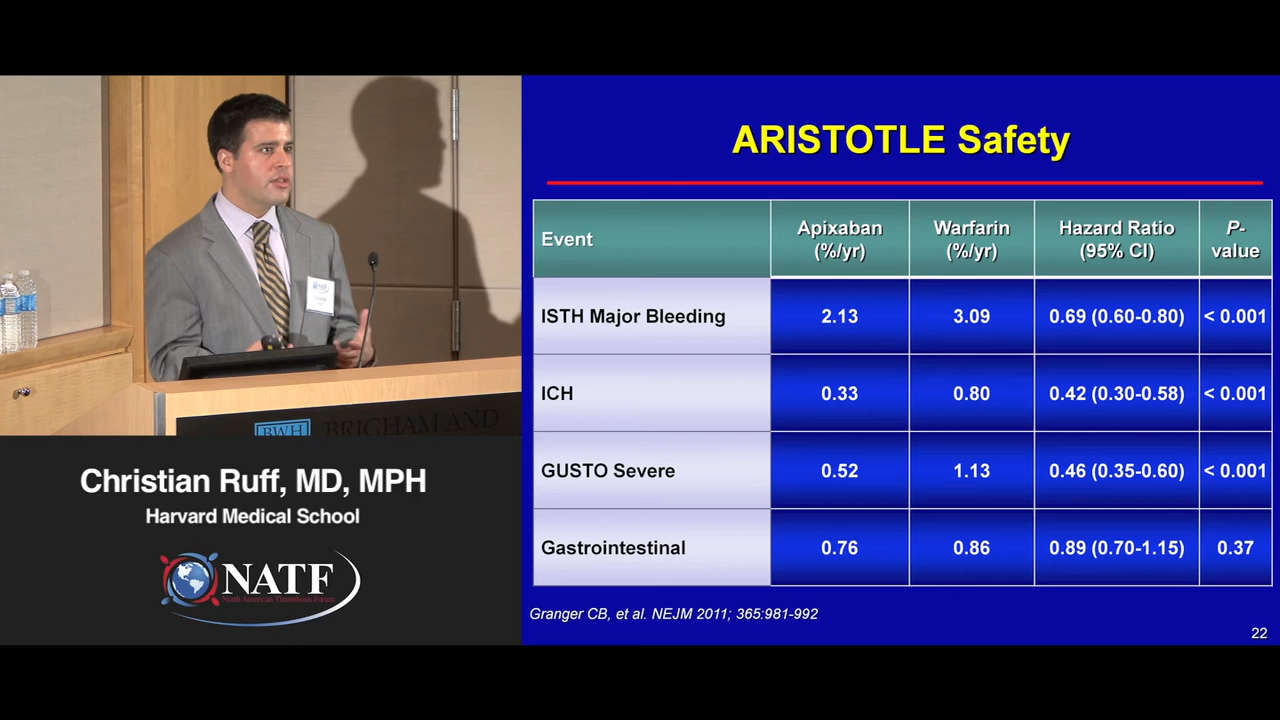 BWH BRIGHAM AND
Christian Ruff, MD, MPH
Harvard Medical School
NATF
North American Thrombosis Forum
ARISTOTLE Safety
Event
Apixaban
(%/yr)
Warfarin
(%/yr)
Hazard Ratio
(95% CI)
P-
value
ISTH Major Bleeding 2.13 3.09 0.69 (0.60-0.80) < 0.001
ICH 0.33 0.80 0.42 (0.30-0.58) < 0.001
GUSTO Severe 0.52 1.13 0.46 (0.35-0.60) < 0.001
Gastrointestinal 0.76 0.86 0.89 (0.70-1.15) 0.37
Granger CB, et al. NEJM 2011; 365:981-992
22